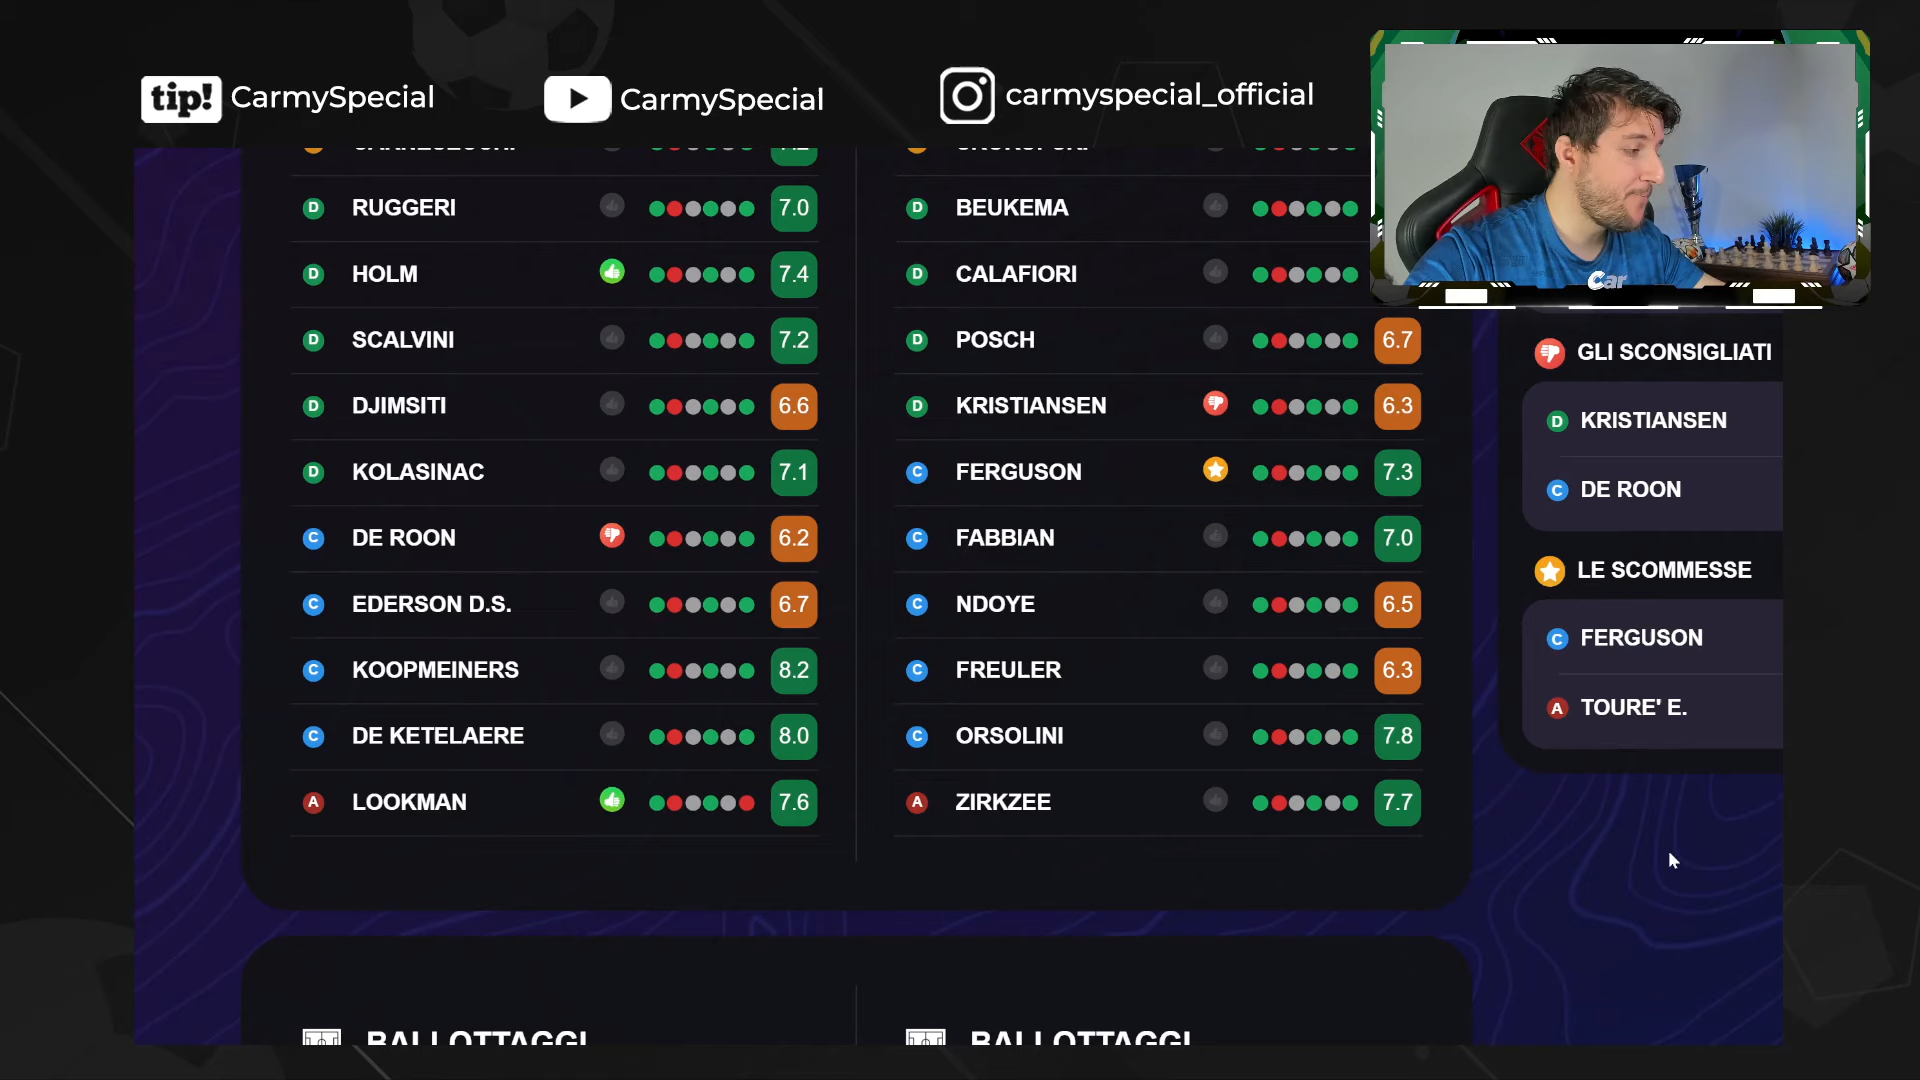 tip! CarmySpecial
CarmySpecial
carmyspecial_official
D RUGGERI 7.0
D HOLM 7.4
D SCALVINI 7.2
D DJIMSITI 6.6
D KOLASINAC 7.1
C DE ROON 6.2
C EDERSON D.S. 6.7
C KOOPMEINERS 8.2
C DE KETELAERE 8.0
A LOOKMAN 7.6
BALLOTTAGGI
D BEUKEMA
D CALAFIORI
D POSCH 6.7
D KRISTIANSEN 6.3
C FERGUSON 7.3
C FABBIAN 7.0
C NDOYE 6.5
C FREULER 6.3
C ORSOLINI 7.8
A ZIRKZEE 7.7
BALLOTTAGGI
Car
GLI SCONSIGLIATI
D KRISTIANSEN
C DE ROON
LE SCOMMESSE
C FERGUSON
A TOURE' E.